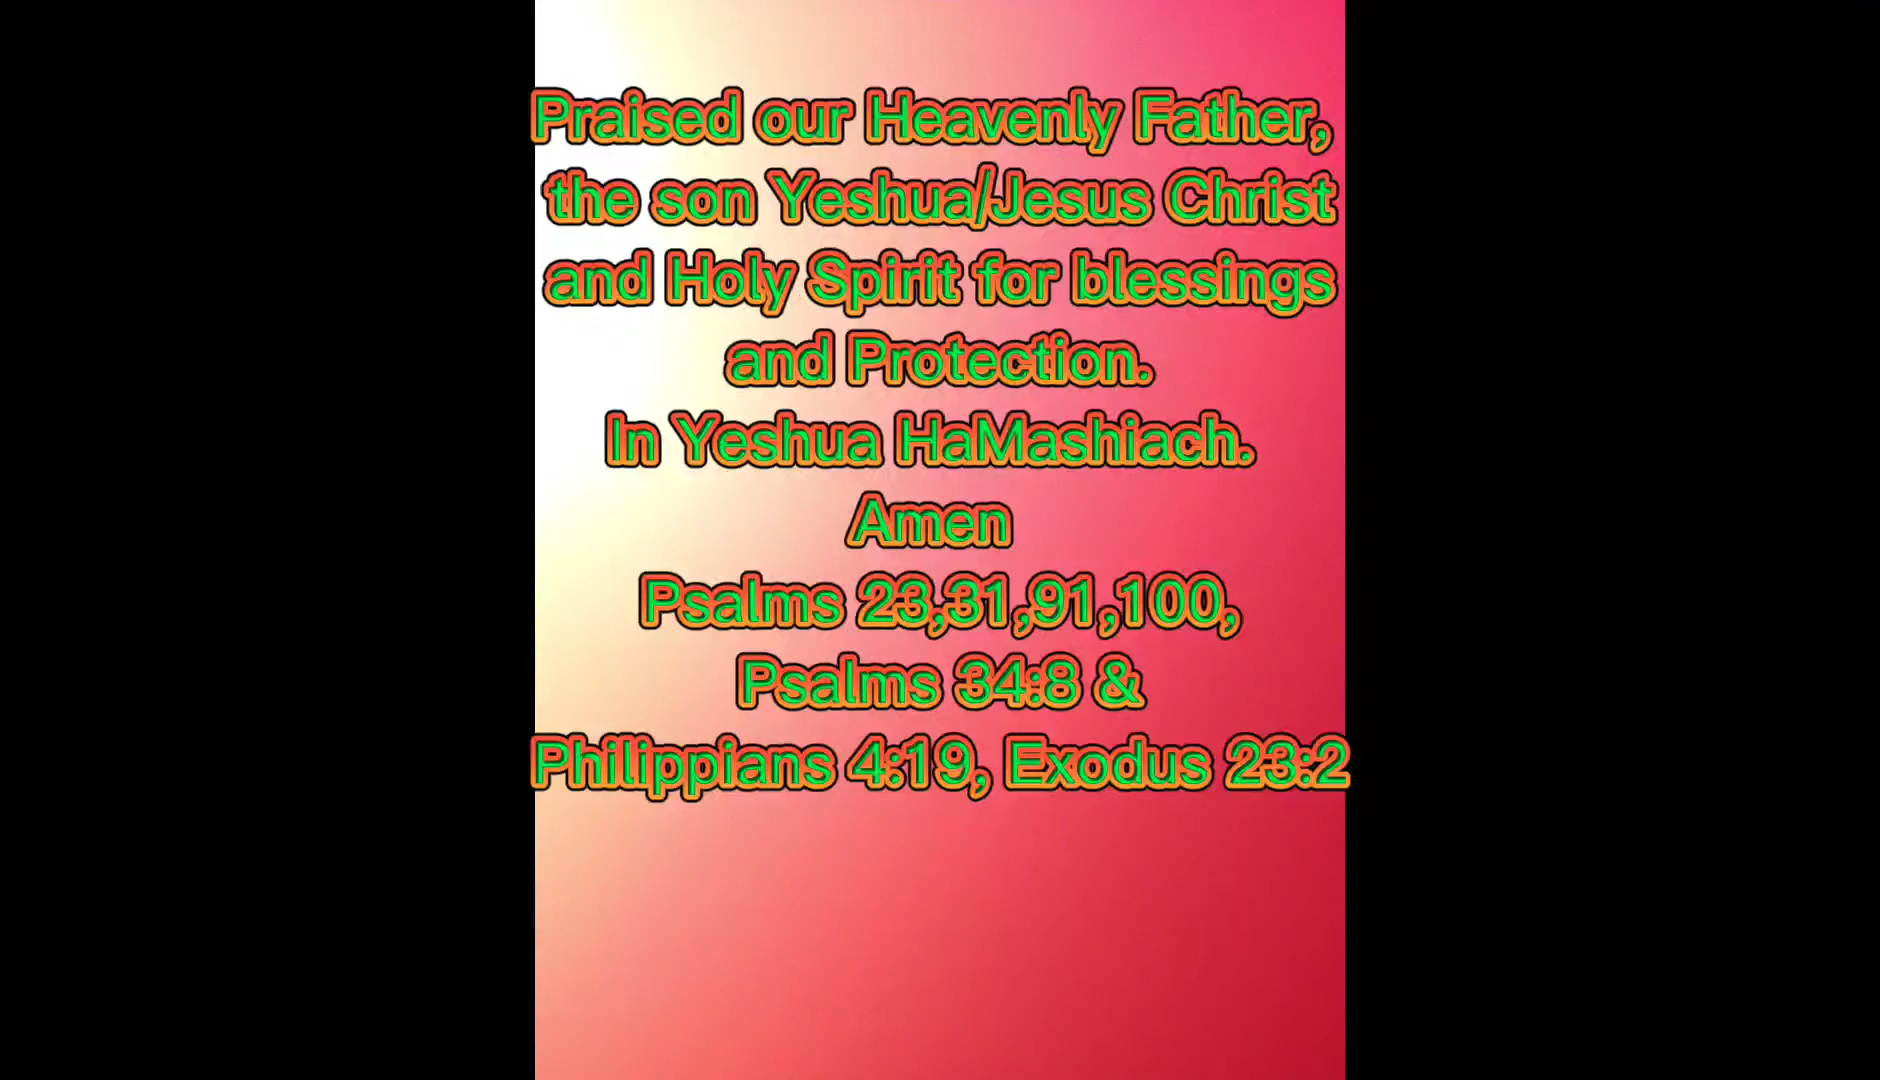 Praised our Heavenly Father,
the son Yeshua/Jesus Christ
and Holy Spirit for blessings
and Protection.
In Yeshua HaMashiach.
Amen
Psalms 23,31,91,100,
Psalms 34:8 &
Philippians 4:19, Exodus 23:2